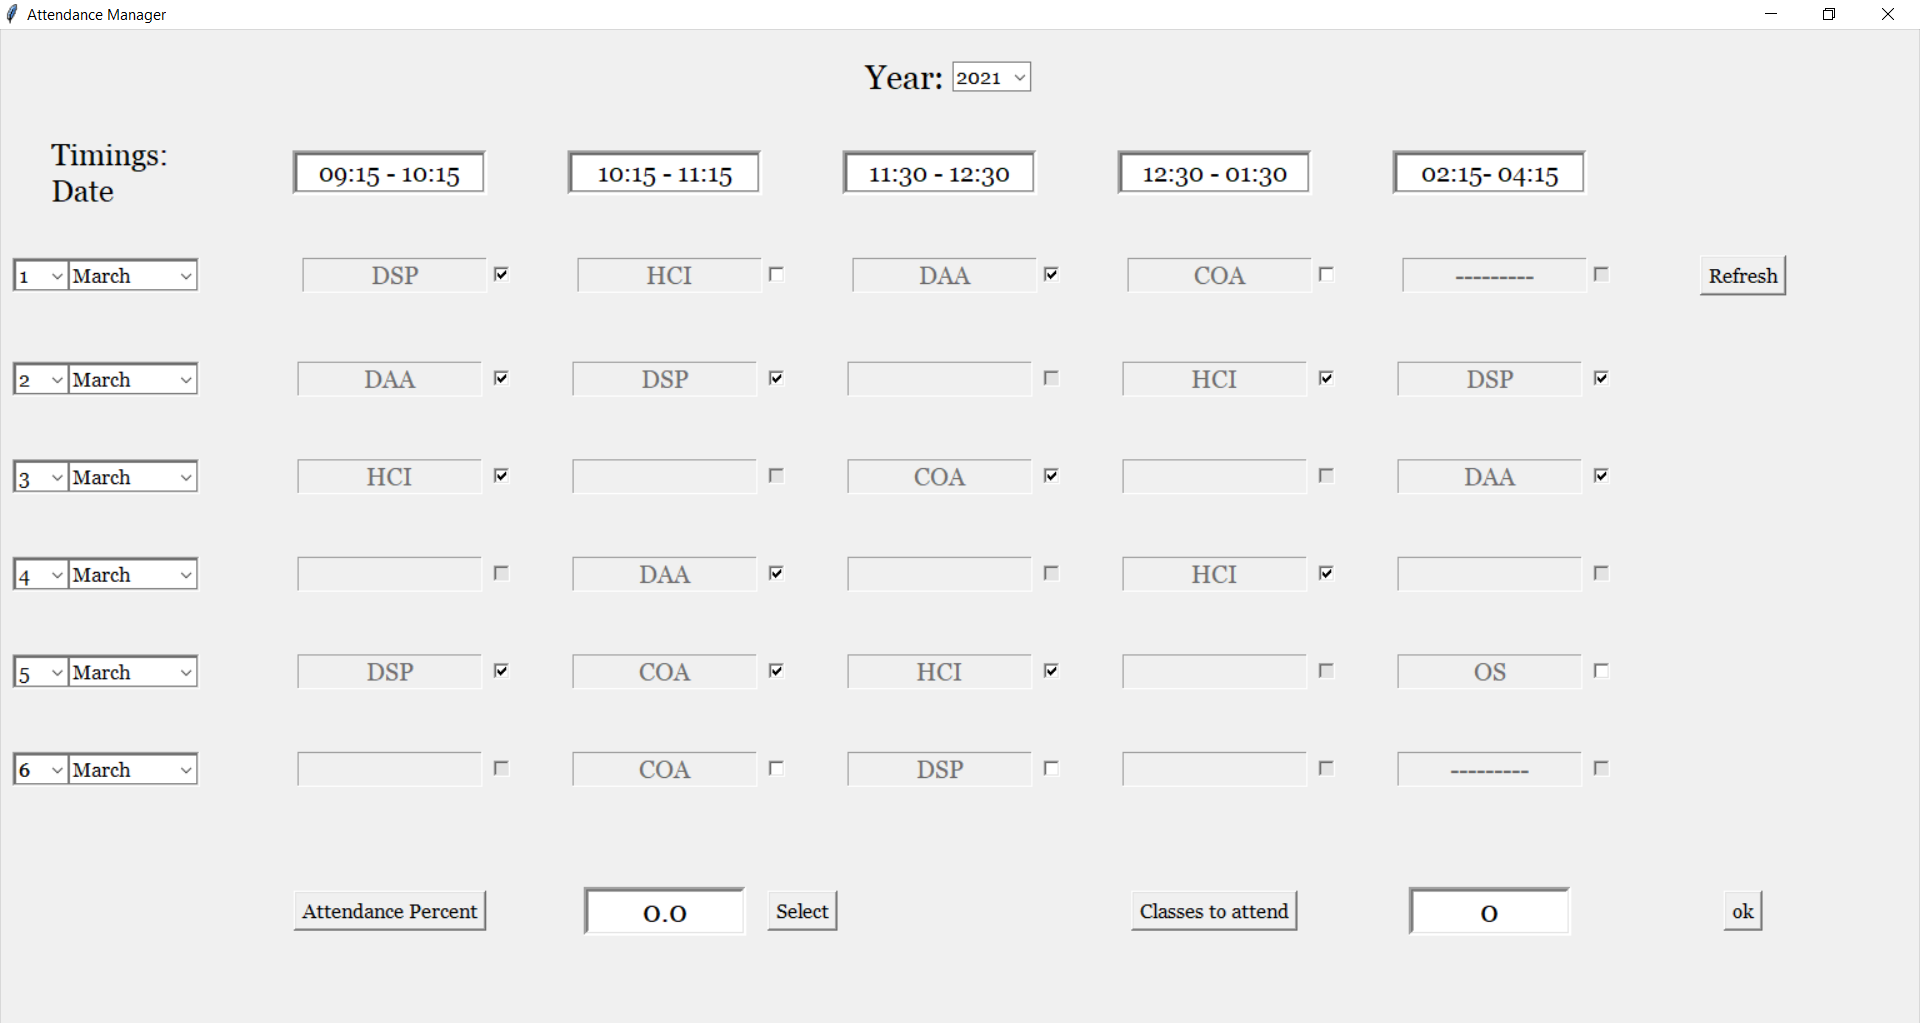 Attendance Manager
Year: 2021
Timings:
Date
09:15 - 10:15 10:15 - 11:15 11:30 - 12:30 12:30 - 01:30 02:15- 04:15
1 March DSP HCI DAA COA --------- Refresh
2 March DAA DSP HCI DSP
3 March HCI COA DAA
4 March DAA HCI
5 March DSP COA HCI OS
6 March COA DSP ---------
Attendance Percent 0.0 Select Classes to attend 0 ok